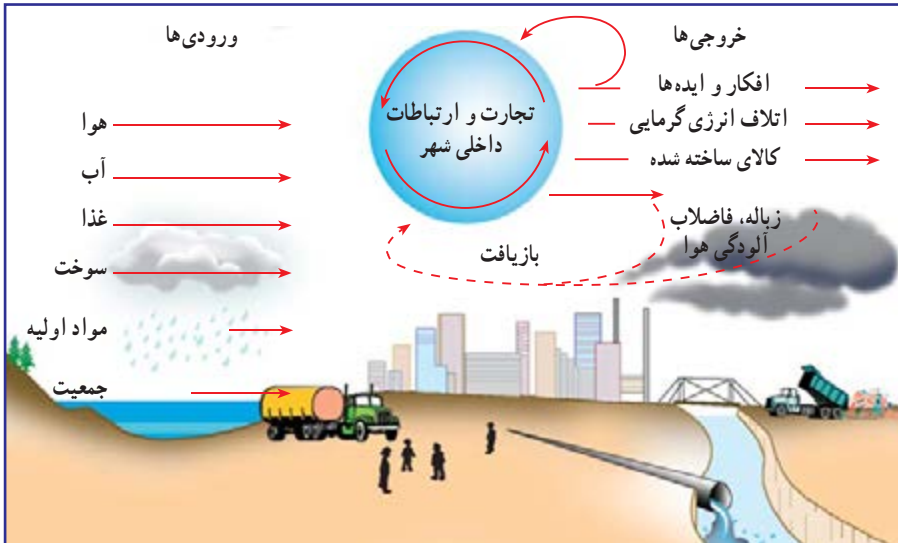 خروجی‌ها
افکار و ایده‌ها
اتلاف انرژی گرمایی
کالای ساخته شده
زباله، فاضلاب
آلودگی هوا
تجارت و ارتباطات
داخلی شهر
بازیافت
ورودی‌ها
هوا
آب
غذا
سوخت
مواد اولیه
جمعیت